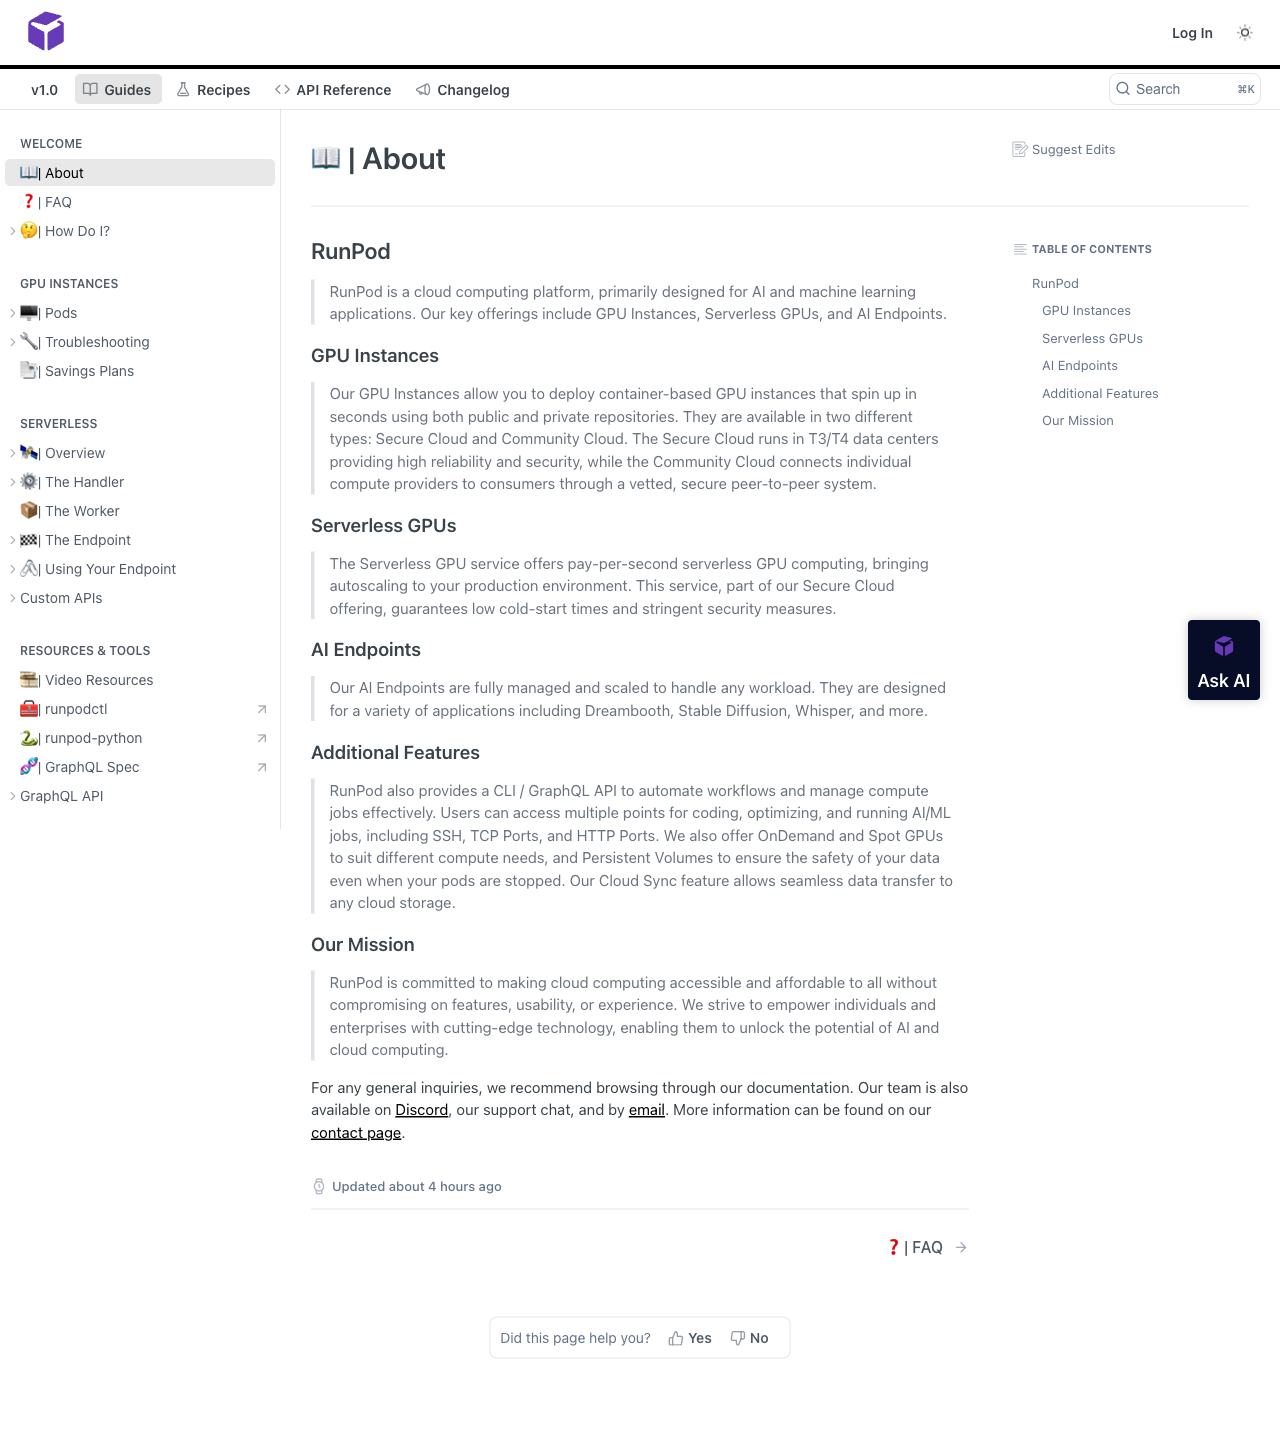 Log In
v1.0
Guides
Recipes
API Reference
Changelog
Search
⌘K
WELCOME
📖| About
❓| FAQ
🤔| How Do I?
GPU INSTANCES
🖥️| Pods
🔧| Troubleshooting
📑| Savings Plans
SERVERLESS
🛰️| Overview
⚙️| The Handler
📦| The Worker
🏁| The Endpoint
🖇️| Using Your Endpoint
Custom APIs
RESOURCES & TOOLS
| Video Resources
🧰| runpodctl
🐍| runpod-python
🧬| GraphQL Spec
GraphQL API
📖 | About
Suggest Edits
RunPod
RunPod is a cloud computing platform, primarily designed for AI and machine learning
applications. Our key offerings include GPU Instances, Serverless GPUs, and AI Endpoints.
GPU Instances
Our GPU Instances allow you to deploy container-based GPU instances that spin up in
seconds using both public and private repositories. They are available in two different
types: Secure Cloud and Community Cloud. The Secure Cloud runs in T3/T4 data centers
providing high reliability and security, while the Community Cloud connects individual
compute providers to consumers through a vetted, secure peer-to-peer system.
Serverless GPUs
The Serverless GPU service offers pay-per-second serverless GPU computing, bringing
autoscaling to your production environment. This service, part of our Secure Cloud
offering, guarantees low cold-start times and stringent security measures.
AI Endpoints
Our AI Endpoints are fully managed and scaled to handle any workload. They are designed
for a variety of applications including Dreambooth, Stable Diffusion, Whisper, and more.
Additional Features
RunPod also provides a CLI / GraphQL API to automate workflows and manage compute
jobs effectively. Users can access multiple points for coding, optimizing, and running AI/ML
jobs, including SSH, TCP Ports, and HTTP Ports. We also offer OnDemand and Spot GPUs
to suit different compute needs, and Persistent Volumes to ensure the safety of your data
even when your pods are stopped. Our Cloud Sync feature allows seamless data transfer to
any cloud storage.
Our Mission
RunPod is committed to making cloud computing accessible and affordable to all without
compromising on features, usability, or experience. We strive to empower individuals and
enterprises with cutting-edge technology, enabling them to unlock the potential of AI and
cloud computing.
For any general inquiries, we recommend browsing through our documentation. Our team is also
available on Discord, our support chat, and by email. More information can be found on our
contact page.
Updated about 4 hours ago
❓| FAQ →
Did this page help you?
Yes
No
TABLE OF CONTENTS
RunPod
GPU Instances
Serverless GPUs
AI Endpoints
Additional Features
Our Mission
Ask AI